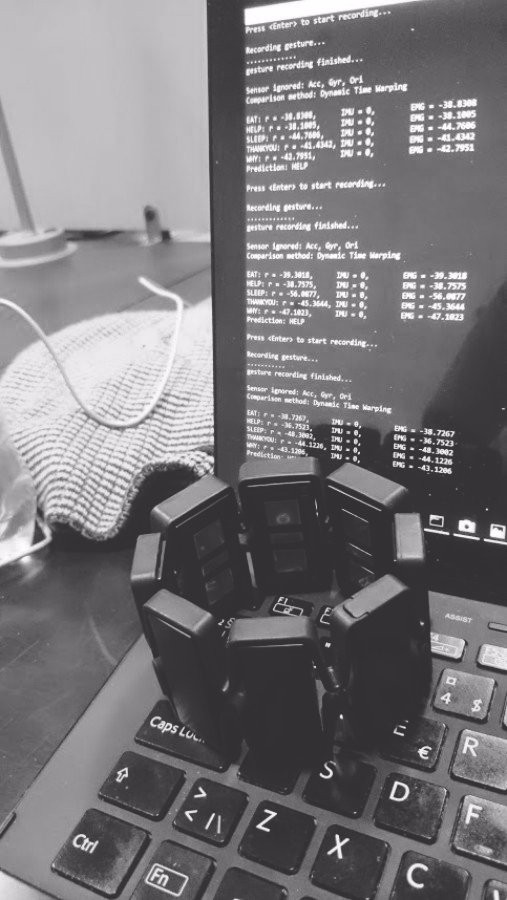 Press <Enter> to start recording...
Recording gesture...
-------------
gesture recording finished...
Sensor ignored: Acc, Gyr, Ori
Comparison method: Dynamic Time Warping
EAT: r = -38.8308, IMU = 0, EMG = -38.8308
HELP: r = -38.1005, IMU = 0, EMG = -38.1005
SLEEP: r = -44.7606, IMU = 0, EMG = -44.7606
THANKYOU: r = -41.4342, IMU = 0, EMG = -41.4342
WHY: r = -42.7951, IMU = 0, EMG = -42.7951
Prediction: HELP
Press <Enter> to start recording...
Recording gesture...
-------------
gesture recording finished...
Sensor ignored: Acc, Gyr, Ori
Comparison method: Dynamic Time Warping
EAT: r = -39.3018, IMU = 0, EMG = -39.3018
HELP: r = -38.7575, IMU = 0, EMG = -38.7575
SLEEP: r = -56.0877, IMU = 0, EMG = -56.0877
THANKYOU: r = -45.3644, IMU = 0, EMG = -45.3644
WHY: r = -47.1023, IMU = 0, EMG = -47.1023
Prediction: HELP
Press <Enter> to start recording...
Recording gesture...
-----------
gesture recording finished...
Sensor ignored: Acc, Gyr, Ori
Comparison method: Dynamic Time Warping
EAT: r = -38.7267, IMU = 0, EMG = -38.7267
HELP: r = -36.7523, IMU = 0, EMG = -36.7523
SLEEP: r = -48.3002, IMU = 0, EMG = -48.3002
THANKYOU: r = -44.1226, IMU = 0, EMG = -44.1226
WHY: r = -43.1206, IMU = 0, EMG = -43.1206
ASSIST
F1
¤ 4 $
Caps Lock
E €
R
S
D
F
> < | \
Z
X
C
Ctrl
Fn